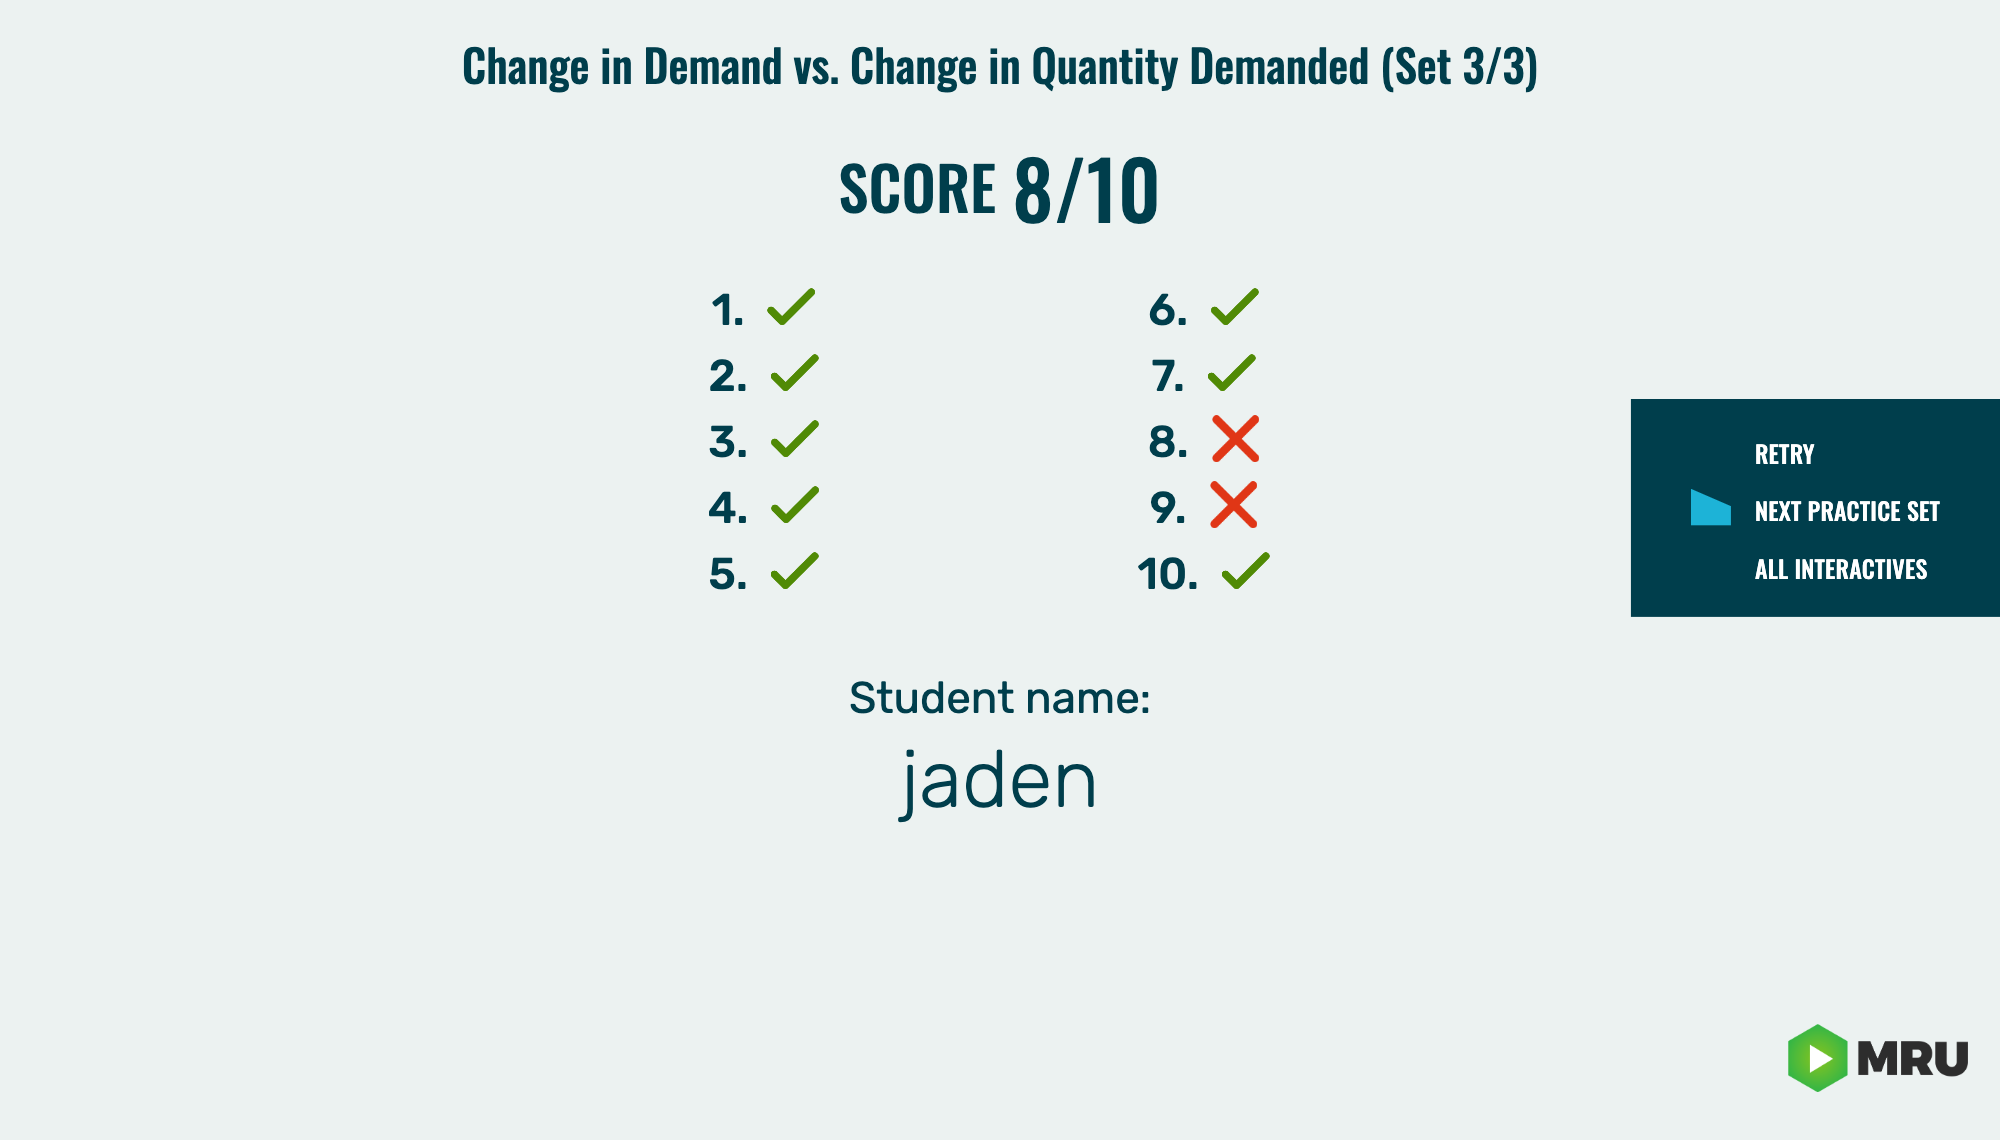 Change in Demand vs. Change in Quantity Demanded (Set 3/3)
SCORE 8/10
1.
2.
3.
4.
5.
6.
7.
8.
9.
10.
RETRY
NEXT PRACTICE SET
ALL INTERACTIVES
Student name:
jaden
MRU